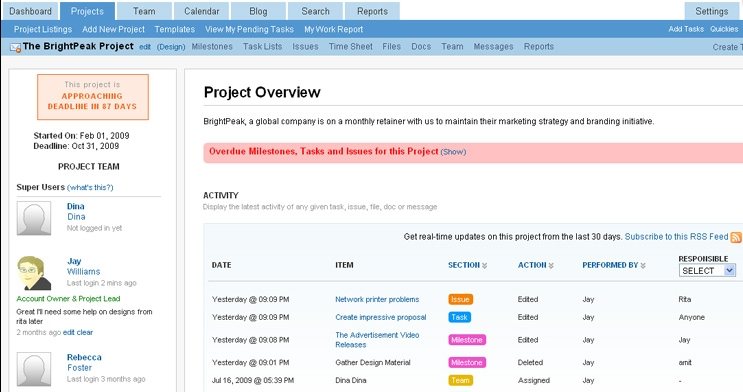 Dashboard Projects Team Calendar Blog Search Reports Settings
Project Listings Add New Project Templates View My Pending Tasks My Work Report Add Tasks Quickies
The BrightPeak Project edit (Design) Milestones Task Lists Issues Time Sheet Files Docs Team Messages Reports Create T
This project is
APPROACHING
DEADLINE IN 87 DAYS
Started On: Feb 01, 2009
Deadline: Oct 31, 2009
PROJECT TEAM
Super Users (what's this?)
Dina
Dina
Not logged in yet
Jay
Williams
Last login 2 mins ago
Account Owner & Project Lead
Great I'll need some help on designs from
rita later
2 months ago edit clear
Rebecca
Foster
Last login 3 months ago
Project Overview
BrightPeak, a global company is on a monthly retainer with us to maintain their marketing strategy and branding initiative.
Overdue Milestones, Tasks and Issues for this Project (Show)
ACTIVITY
Display the latest activity of any given task, issue, file, doc or message
Get real-time updates on this project from the last 30 days. Subscribe to this RSS Feed
DATE ITEM SECTION ACTION PERFORMED BY RESPONSIBLE
SELECT
Yesterday @ 09:09 PM Network printer problems Issue Edited Jay Rita
Yesterday @ 09:08 PM Create impressive proposal Task Edited Jay Anyone
Yesterday @ 09:08 PM The Advertisement Video Releases Milestone Edited Jay Jay
Yesterday @ 09:01 PM Gather Design Material Milestone Deleted Jay amit
Jul 16, 2009 @ 05:39 PM Dina Dina Team Assigned Jay -